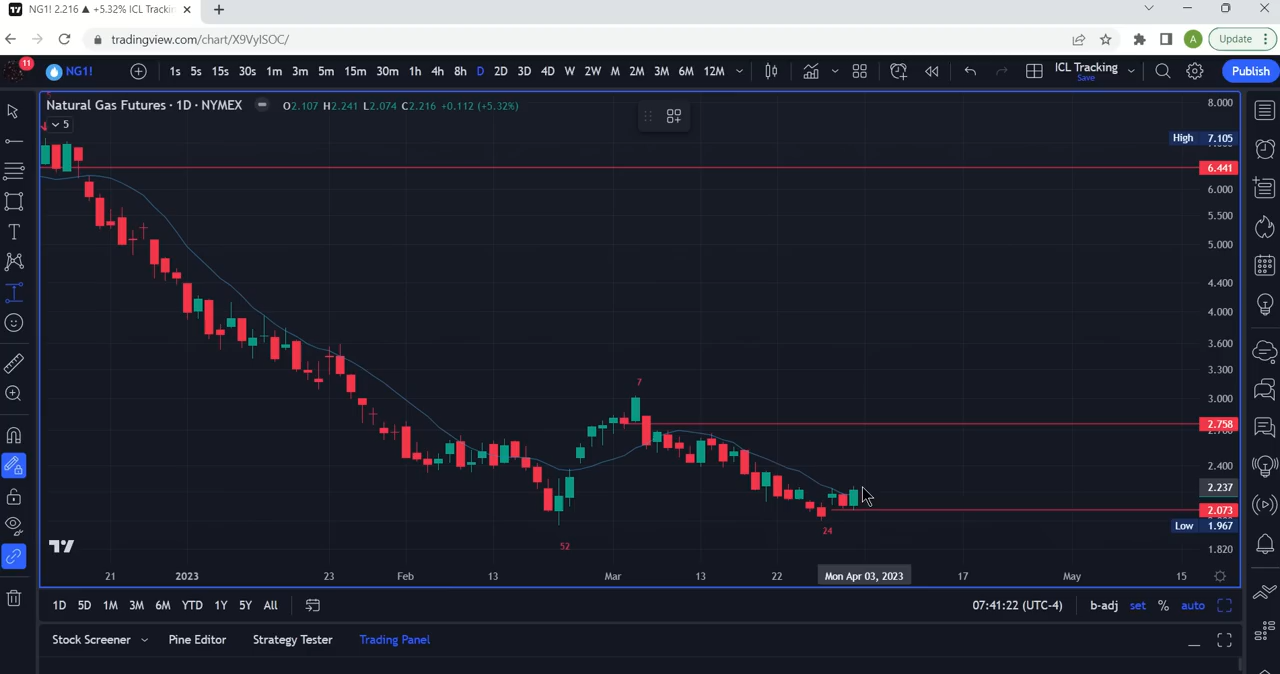 NG1! 2.216 ▲ +5.32% ICL Trackin
tradingview.com/chart/X9VyISOC/
A
Update
11
NG1!
1s 5s 15s 30s 1m 3m 5m 15m 30m 1h 4h 8h D 2D 3D 4D W 2W M 2M 3M 6M 12M
ICL Tracking
Save
Publish
Natural Gas Futures · 1D · NYMEX
O2.107 H2.241 L2.074 C2.216 +0.112 (+5.32%)
5
8.000
High 7.105
6.441
6.000
5.500
5.000
4.400
4.000
3.600
3.300
7
3.000
2.758
2.400
2.237
2.073
Low 1.967
24
52
1.820
21 2023 23 Feb 13 Mar 13 22 Mon Apr 03, 2023 17 May 15
1D 5D 1M 3M 6M YTD 1Y 5Y All
07:41:22 (UTC-4)
b-adj set % auto
Stock Screener Pine Editor Strategy Tester Trading Panel